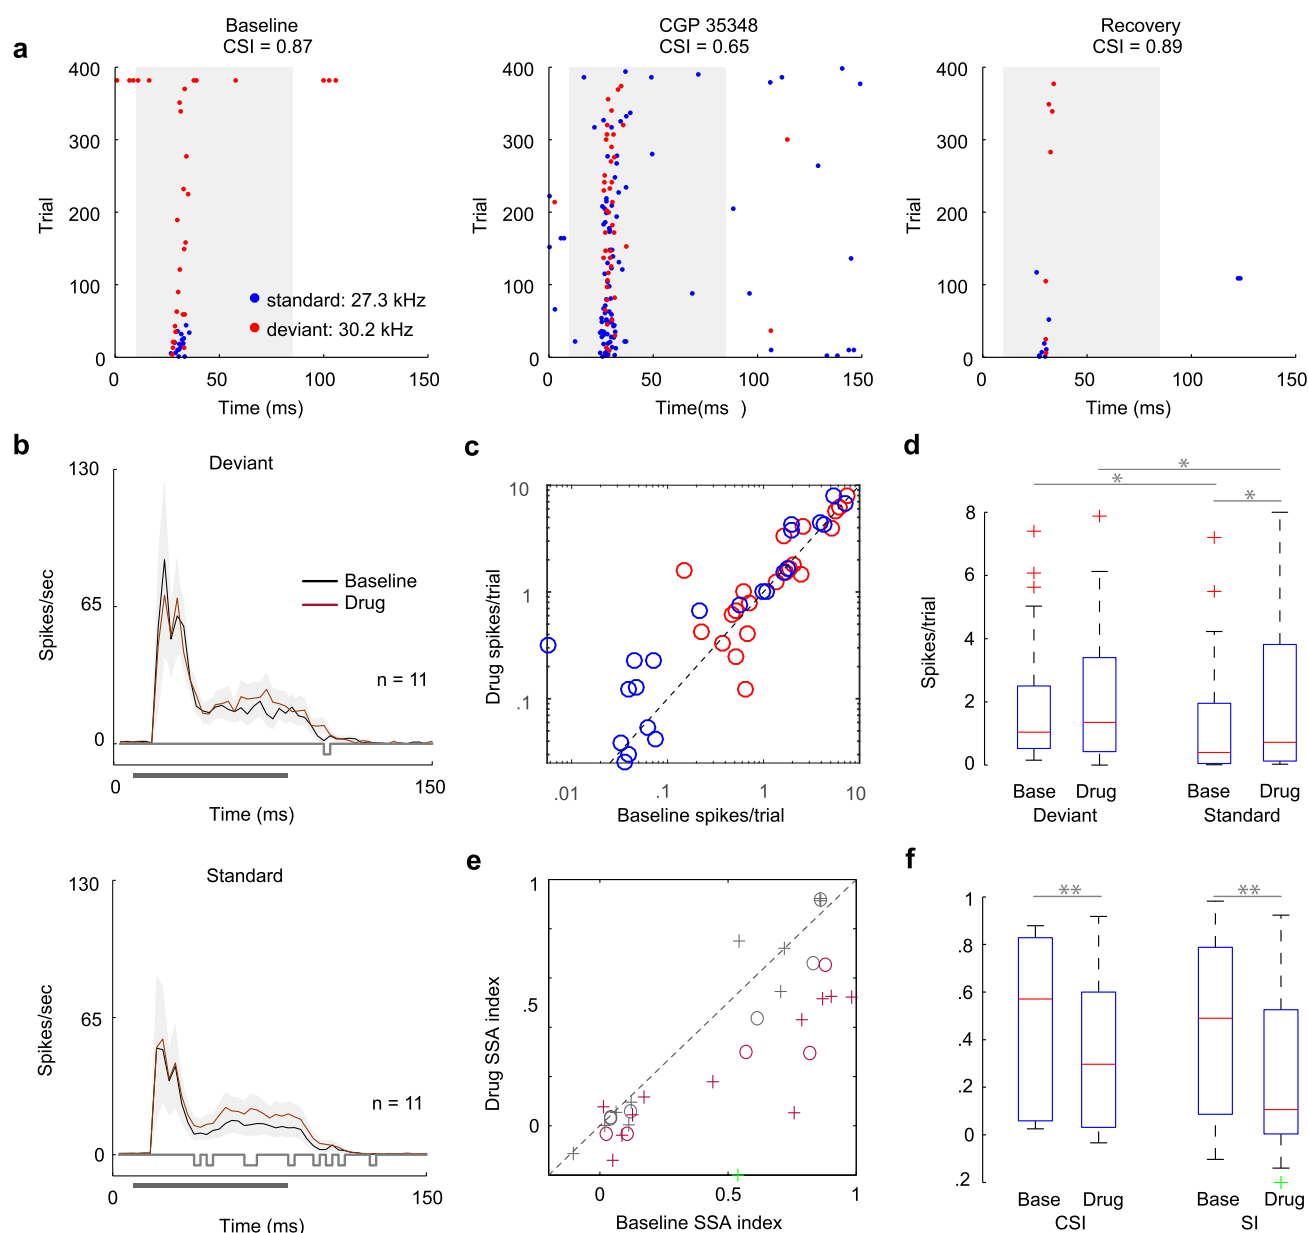 a
Baseline
CSI = 0.87
CGP 35348
CSI = 0.65
Recovery
CSI = 0.89
400
300
200
100
0
Trial
0
50
100
150
Time (ms)
standard: 27.3 kHz
deviant: 30.2 kHz
400
300
200
100
0
Trial
0
50
100
150
Time(ms )
400
300
200
100
0
Trial
0
50
100
150
Time (ms)
b
Deviant
130
65
0
Spikes/sec
Baseline
Drug
n = 11
0
150
Time (ms)
Standard
130
65
0
Spikes/sec
n = 11
0
150
Time (ms)
c
10
1
.1
Drug spikes/trial
.01
.1
1
10
Baseline spikes/trial
d
*
*
*
8
6
4
2
0
Spikes/trial
Base
Drug
Base
Drug
Deviant
Standard
e
1
.5
0
Drug SSA index
0
0.5
1
Baseline SSA index
f
**
**
1
.8
.6
.4
.2
0
.2
Base
Drug
Base
Drug
CSI
SI